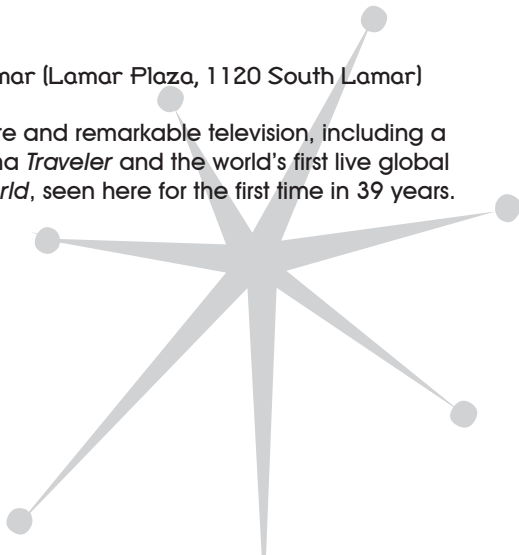 mar (Lamar Plaza, 1120 South Lamar)
re and remarkable television, including a
na Traveler and the world's first live global
rld, seen here for the first time in 39 years.